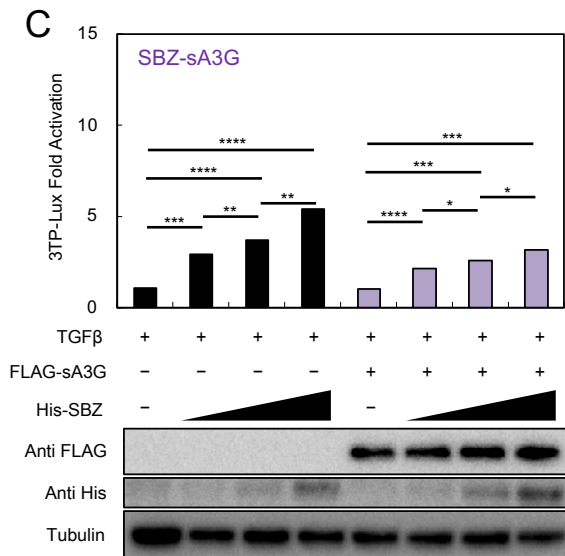 C
SBZ-sA3G
3TP-Lux Fold Activation
15
10
5
0
**** ***
**** ***
*** ** ** **** * *
TGFβ + + + + + + + +
FLAG-sA3G − − − − + + + +
His-SBZ − −
Anti FLAG
Anti His
Tubulin